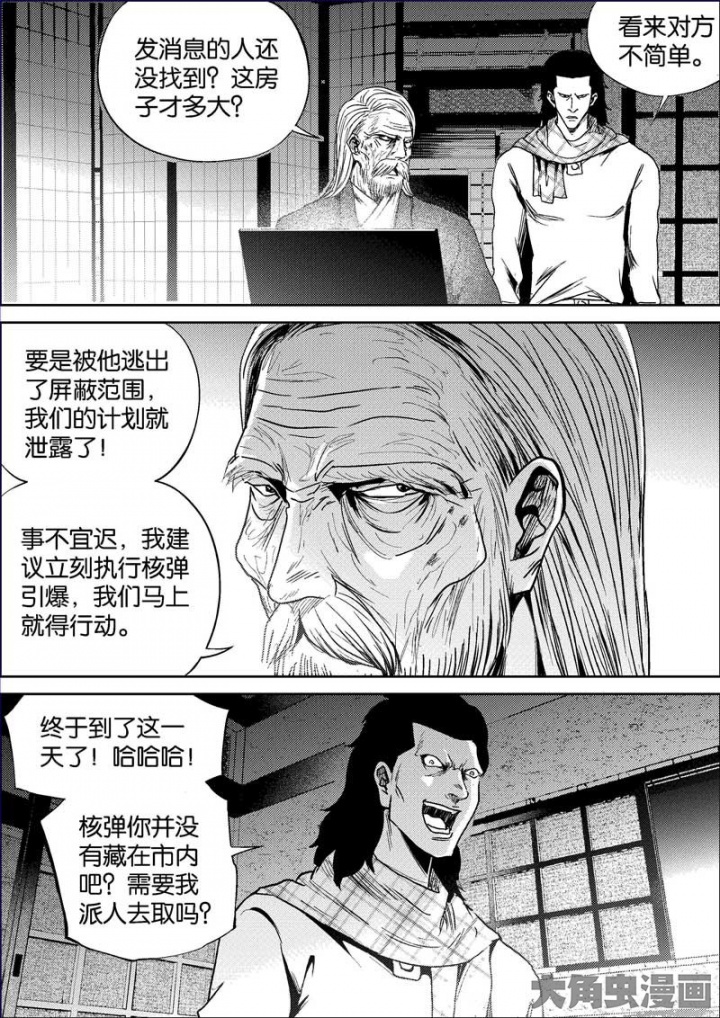 发消息的人还
没找到？这房
子才多大？
看来对方
不简单。
要是被他逃出
了屏蔽范围，
我们的计划就
泄露了！
事不宜迟，我建
议立刻执行核弹
引爆，我们马上
就得行动。
终于到了这一
天了！哈哈哈！
核弹你并没
有藏在市内
吧？需要我
派人去取吗？
大角虫漫画